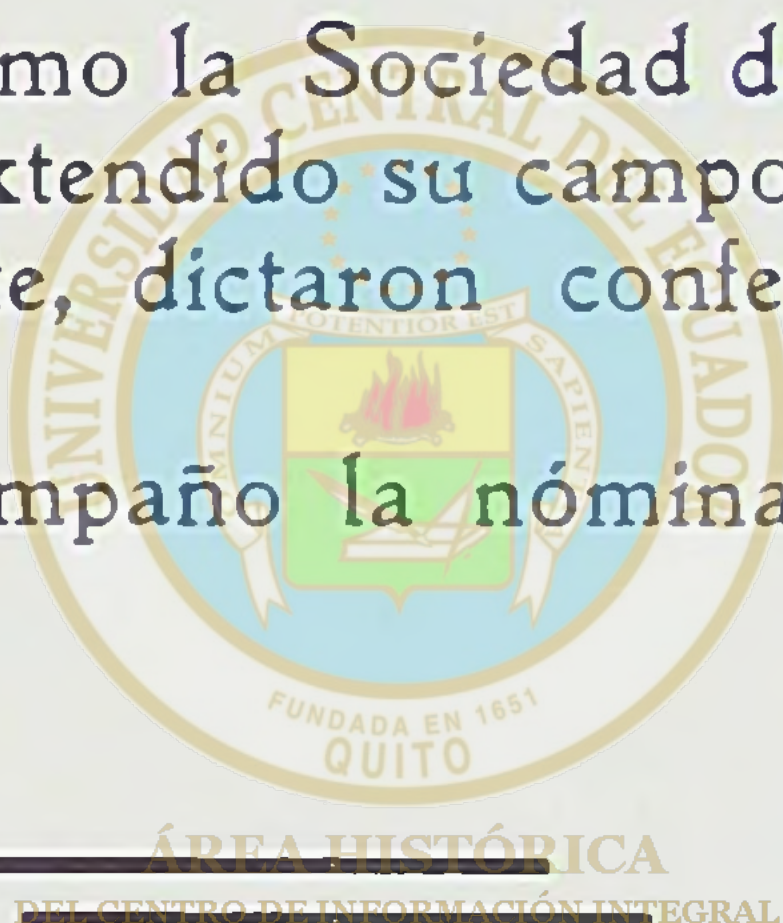 mo la Sociedad d
xtendido su campo
te, dictaron confe
mpaño la nómina
UNIVERSIDAD CENTRAL DEL ECUADOR
OMNIUM POTENTIOR EST SAPIENTIA
FUNDADA EN 1651
QUITO
ÁREA HISTÓRICA
DEL CENTRO DE INFORMACIÓN INTEGRAL